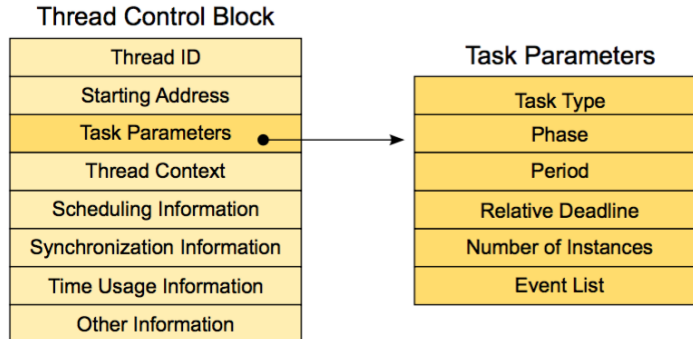 Thread Control Block
Thread ID
Starting Address
Task Parameters
Thread Context
Scheduling Information
Synchronization Information
Time Usage Information
Other Information
Task Parameters
Task Type
Phase
Period
Relative Deadline
Number of Instances
Event List